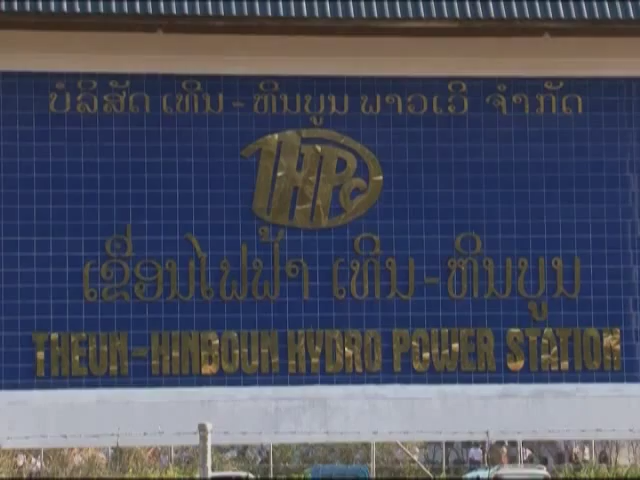 ບໍລິສັດ ເທີນ - ຫີນບູນ ພາວເວີ ຈຳກັດ
THPC
ເຂື່ອນໄຟຟ້າ ເທີນ - ຫີນບູນ
THEUN - HINBOUN HYDRO POWER STATION